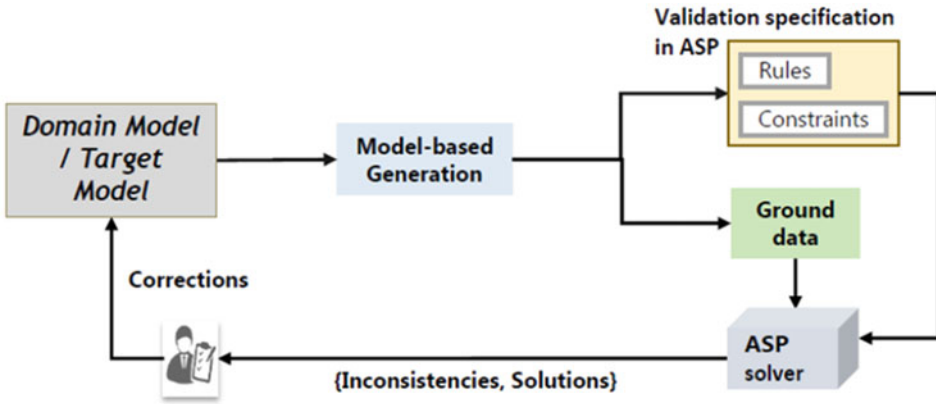 Validation specification
in ASP
Rules
Constraints
Domain Model
/ Target
Model
Model-based
Generation
Ground
data
Corrections
ASP
solver
{Inconsistencies, Solutions}